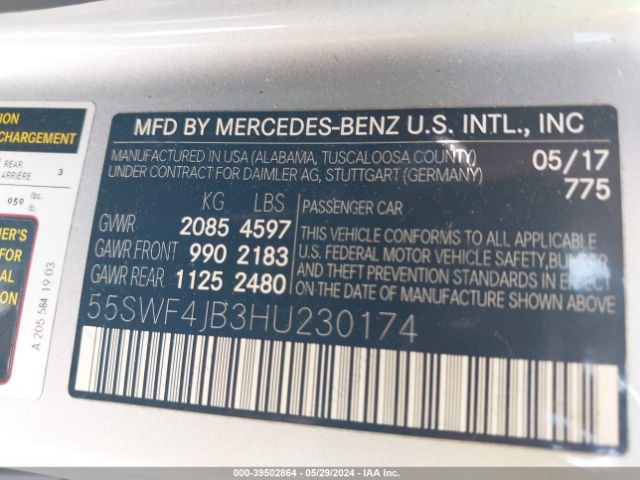 ION
CHARGEMENT
REAR
ARRIÈRE 3
959 lbs.
lb.
A 205 584 19 03
MFD BY MERCEDES-BENZ U.S. INTL., INC
MANUFACTURED IN USA (ALABAMA, TUSCALOOSA COUNTY) 05/17
UNDER CONTRACT FOR DAIMLER AG, STUTTGART (GERMANY) 775
KG LBS
GVWR 2085 4597
GAWR FRONT 990 2183
GAWR REAR 1125 2480
PASSENGER CAR
THIS VEHICLE CONFORMS TO ALL APPLICABLE
U.S. FEDERAL MOTOR VEHICLE SAFETY, BUMPER
AND THEFT PREVENTION STANDARDS IN EFFECT
ON THE DATE OF MANUFACTURE SHOWN ABOVE
55SWF4JB3HU230174
000-39502864 - 05/29/2024 - IAA Inc.